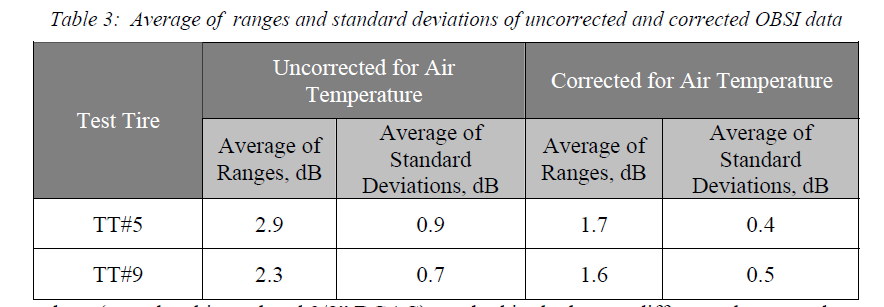 Table 3: Average of ranges and standard deviations of uncorrected and corrected OBSI data
Test Tire
Uncorrected for Air
Temperature
Corrected for Air Temperature
Average of
Ranges, dB
Average of
Standard
Deviations, dB
Average of
Ranges, dB
Average of
Standard
Deviations, dB
TT#5 2.9 0.9 1.7 0.4
TT#9 2.3 0.7 1.6 0.5